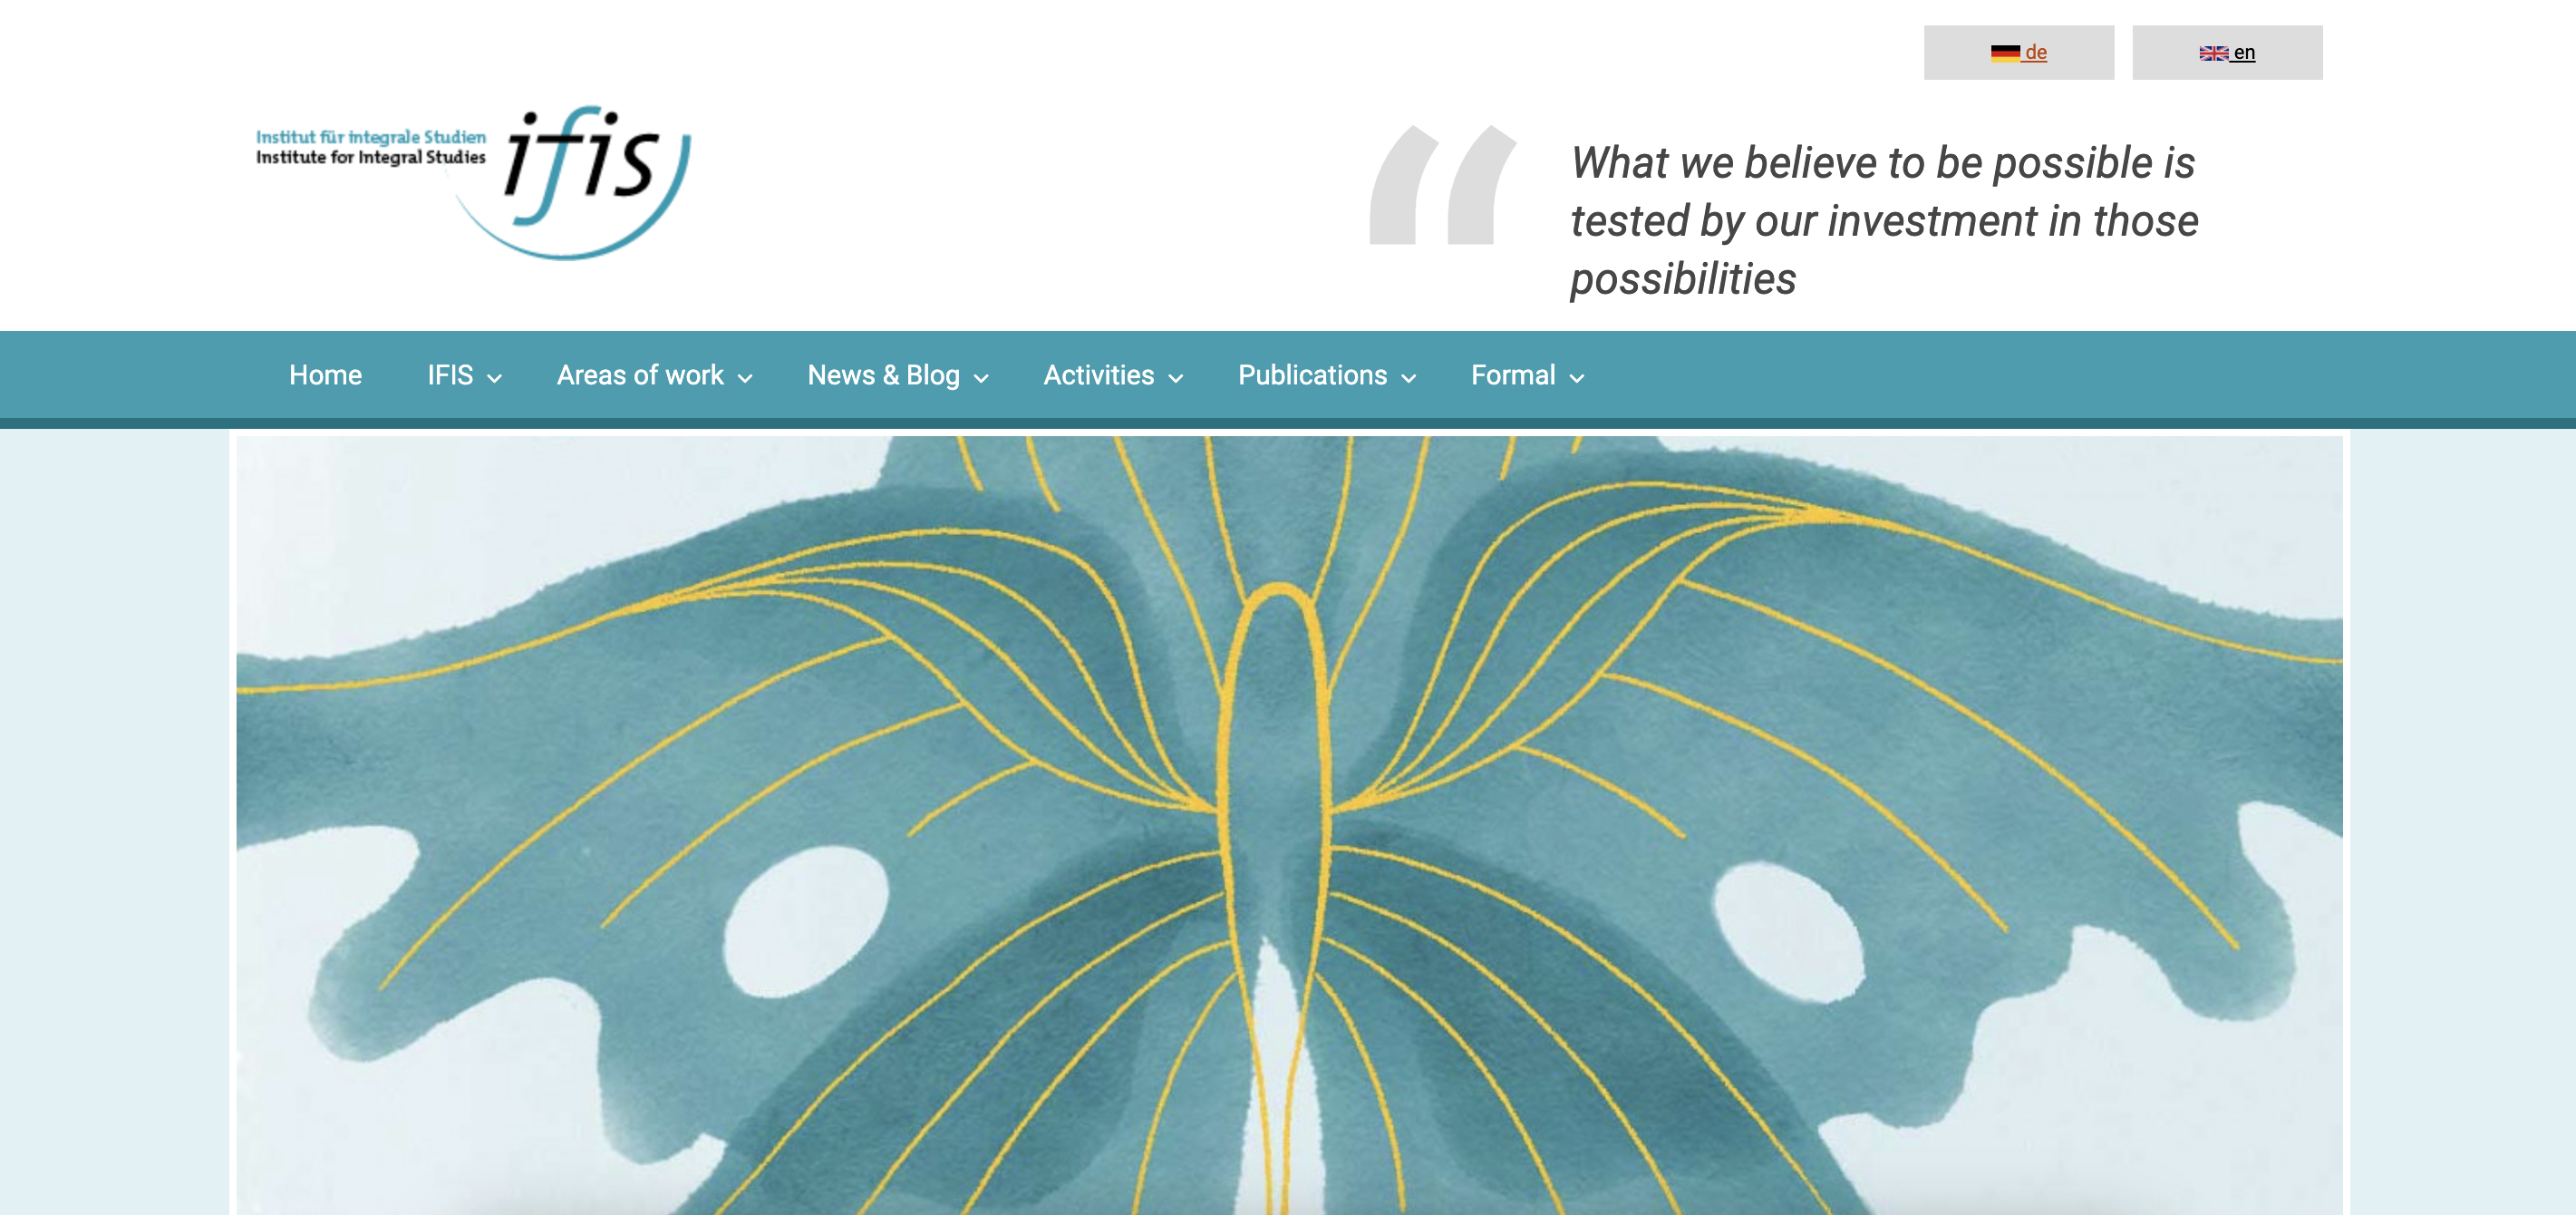 de
en
Institut für integrale Studien
Institute for Integral Studies
ifis
What we believe to be possible is
tested by our investment in those
possibilities
Home IFIS Areas of work News & Blog Activities Publications Formal